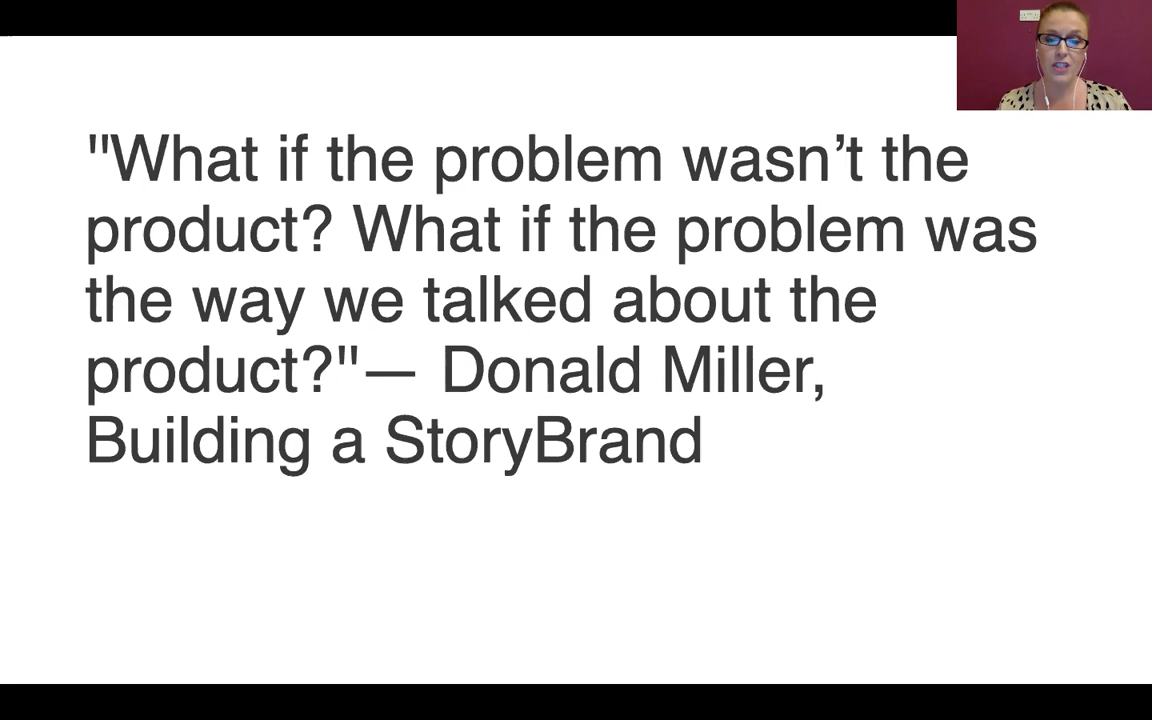 "What if the problem wasn’t the
product? What if the problem was
the way we talked about the
product?"— Donald Miller,
Building a StoryBrand